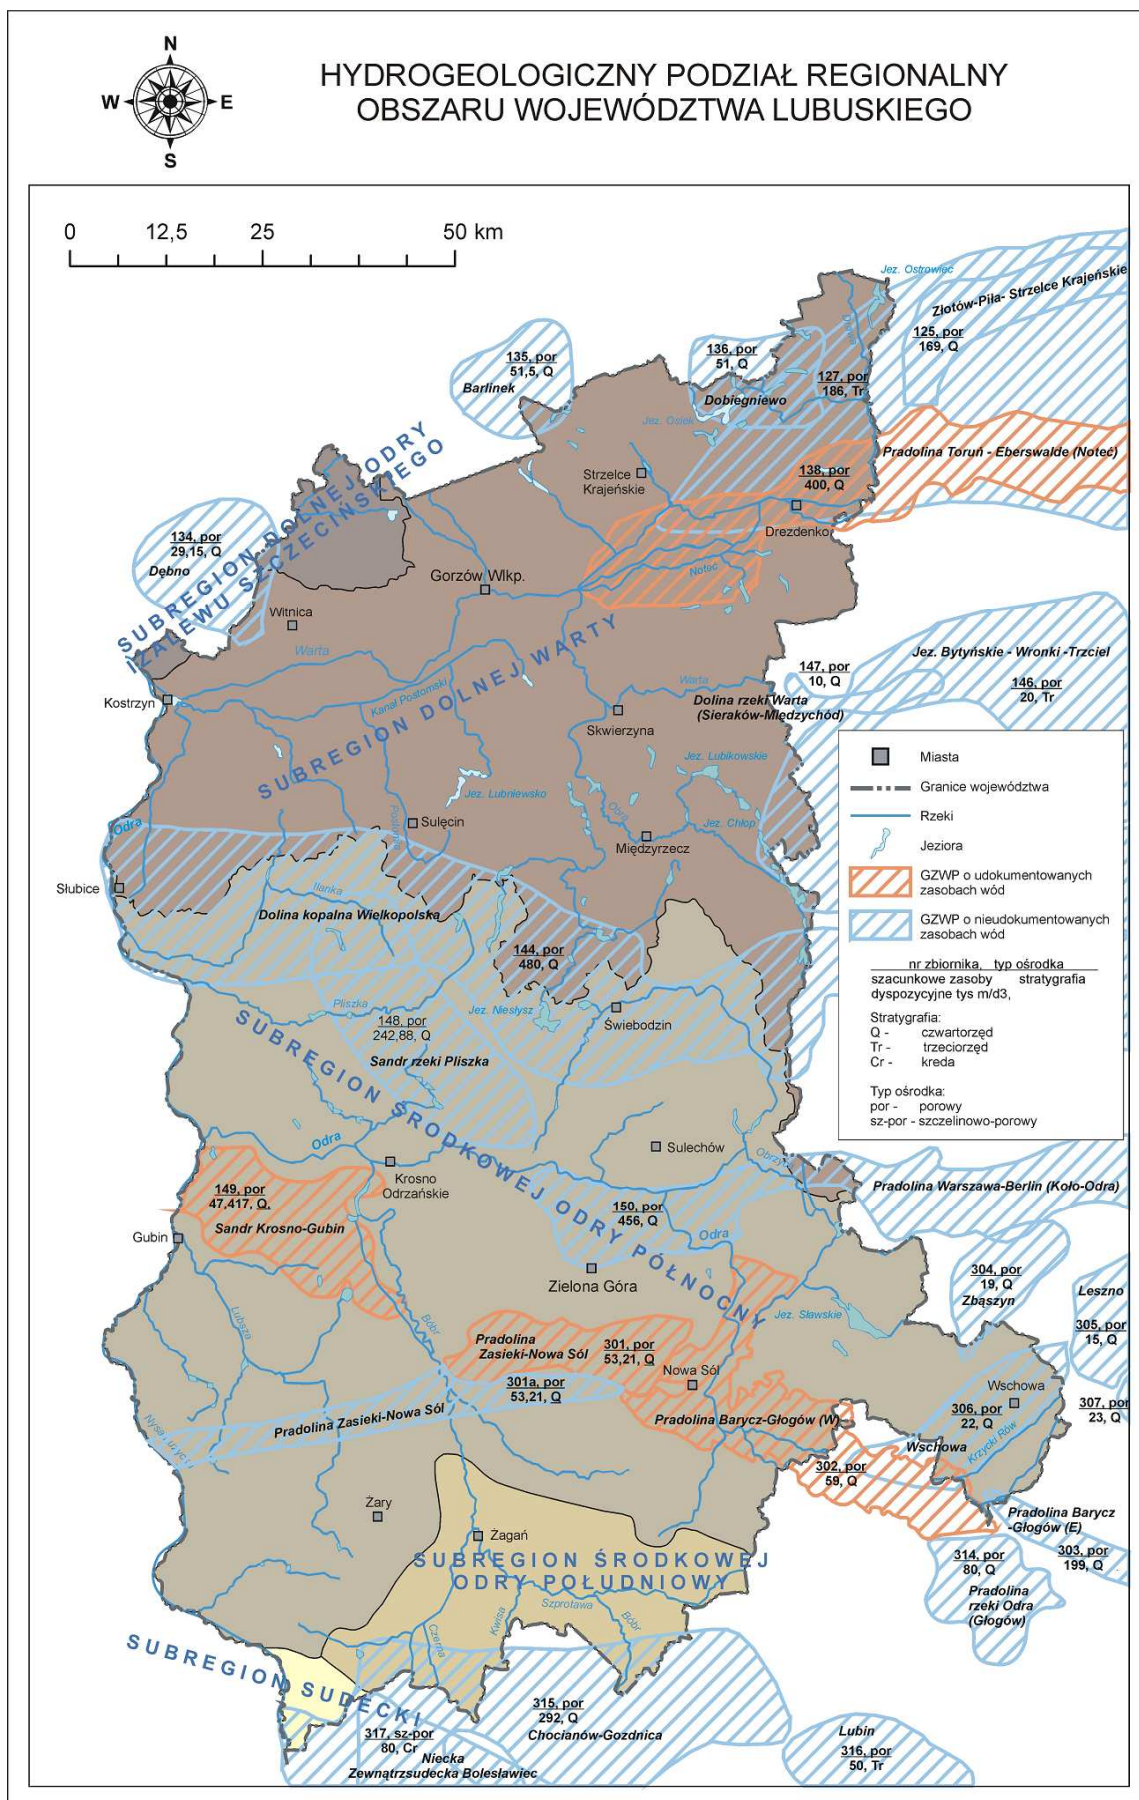 N
W
E
S
HYDROGEOLOGICZNY PODZIAŁ REGIONALNY
OBSZARU WOJEWÓDZTWA LUBUSKIEGO
0
12,5
25
50 km
Jez. Ostrowiec
Złotów-Piła- Strzelce Krajeńskie
125, por
169, Q
135, por
51,5, Q
Barlinek
136, por
51, Q
Dobiegniewo
127, por
186, Tr
Jez. Osiek
Pradolina Toruń - Eberswalde (Noteć)
138, por
400, Q
Strzelce
Krajeńskie
Drezdenko
SUBREGION DOLNEJ ODRY
I ZALEWU SZCZECIŃSKIEGO
134, por
29,15, Q
Dębno
Gorzów Wlkp.
Noteć
Witnica
Warta
Kostrzyn
Kanał Postomski
SUBREGION DOLNEJ WARTY
Warta
Skwierzyna
Dolina rzeki Warta
(Sieraków-Międzychód)
147, por
10, Q
Jez. Bytyńskie - Wronki -Trzciel
146, por
20, Tr
Jez. Lubikowskie
Jez. Lubniewsko
Obra
Jez. Chłop
Sulęcin
Postomia
Międzyrzecz
Odra
Słubice
Ilanka
Dolina kopalna Wielkopolska
144, por
480, Q
Pliszka
Jez. Niesłysz
Świebodzin
148, por
242,88, Q
Sandr rzeki Pliszka
SUBREGION ŚRODKOWEJ ODRY PÓŁNOCNY
Miasta
Granice województwa
Rzeki
Jeziora
GZWP o udokumentowanych
zasobach wód
GZWP o nieudokumentowanych
zasobach wód
nr zbiornika, typ ośrodka
szacunkowe zasoby stratygrafia
dyspozycyjne tys m/d3,
Stratygrafia:
Q - czwartorzęd
Tr - trzeciorzęd
Cr - kreda
Typ ośrodka:
por - porowy
sz-por - szczelinowo-porowy
Odra
Sulechów
Krosno
Odrzańskie
Pradolina Warszawa-Berlin (Koło-Odra)
149, por
47,417, Q.
Sandr Krosno-Gubin
Gubin
150, por
456, Q
Odra
Zielona Góra
304, por
19, Q
Zbąszyn
Leszno
305, por
15, Q
Lubsza
Bóbr
Jez. Sławskie
Pradolina
Zasieki-Nowa Sól
301, por
53,21, Q
Nowa Sól
301a, por
53,21, Q
Pradolina Zasieki-Nowa Sól
Pradolina Barycz-Głogów (W)
Wschowa
306, por
22, Q
307, por
23, Q
Wschowa
Krzycki Rów
302, por
59, Q
Żary
Żagań
Pradolina Barycz
-Głogów (E)
303, por
199, Q
314, por
80, Q
Pradolina
rzeki Odra
(Głogów)
SUBREGION ŚRODKOWEJ
ODRY POŁUDNIOWY
Szprotawa
Kwisa
Bóbr
Czerna
SUBREGION SUDECKI
315, por
292, Q
Chocianów-Gozdnica
317, sz-por
80, Cr
Niecka
Zewnątrzsudecka Bolesławiec
Lubin
316, por
50, Tr